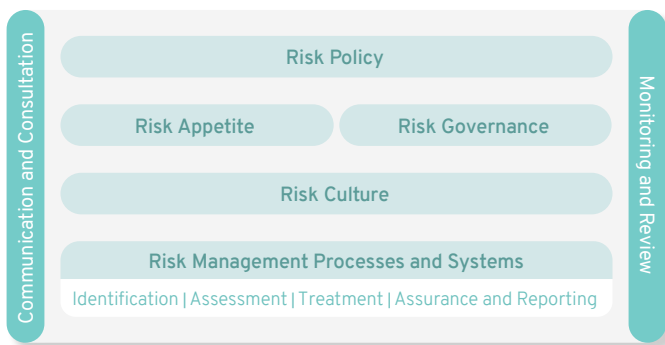 Communication and Consultation
Risk Policy
Risk Appetite
Risk Governance
Risk Culture
Risk Management Processes and Systems
Identification | Assessment | Treatment | Assurance and Reporting
Monitoring and Review